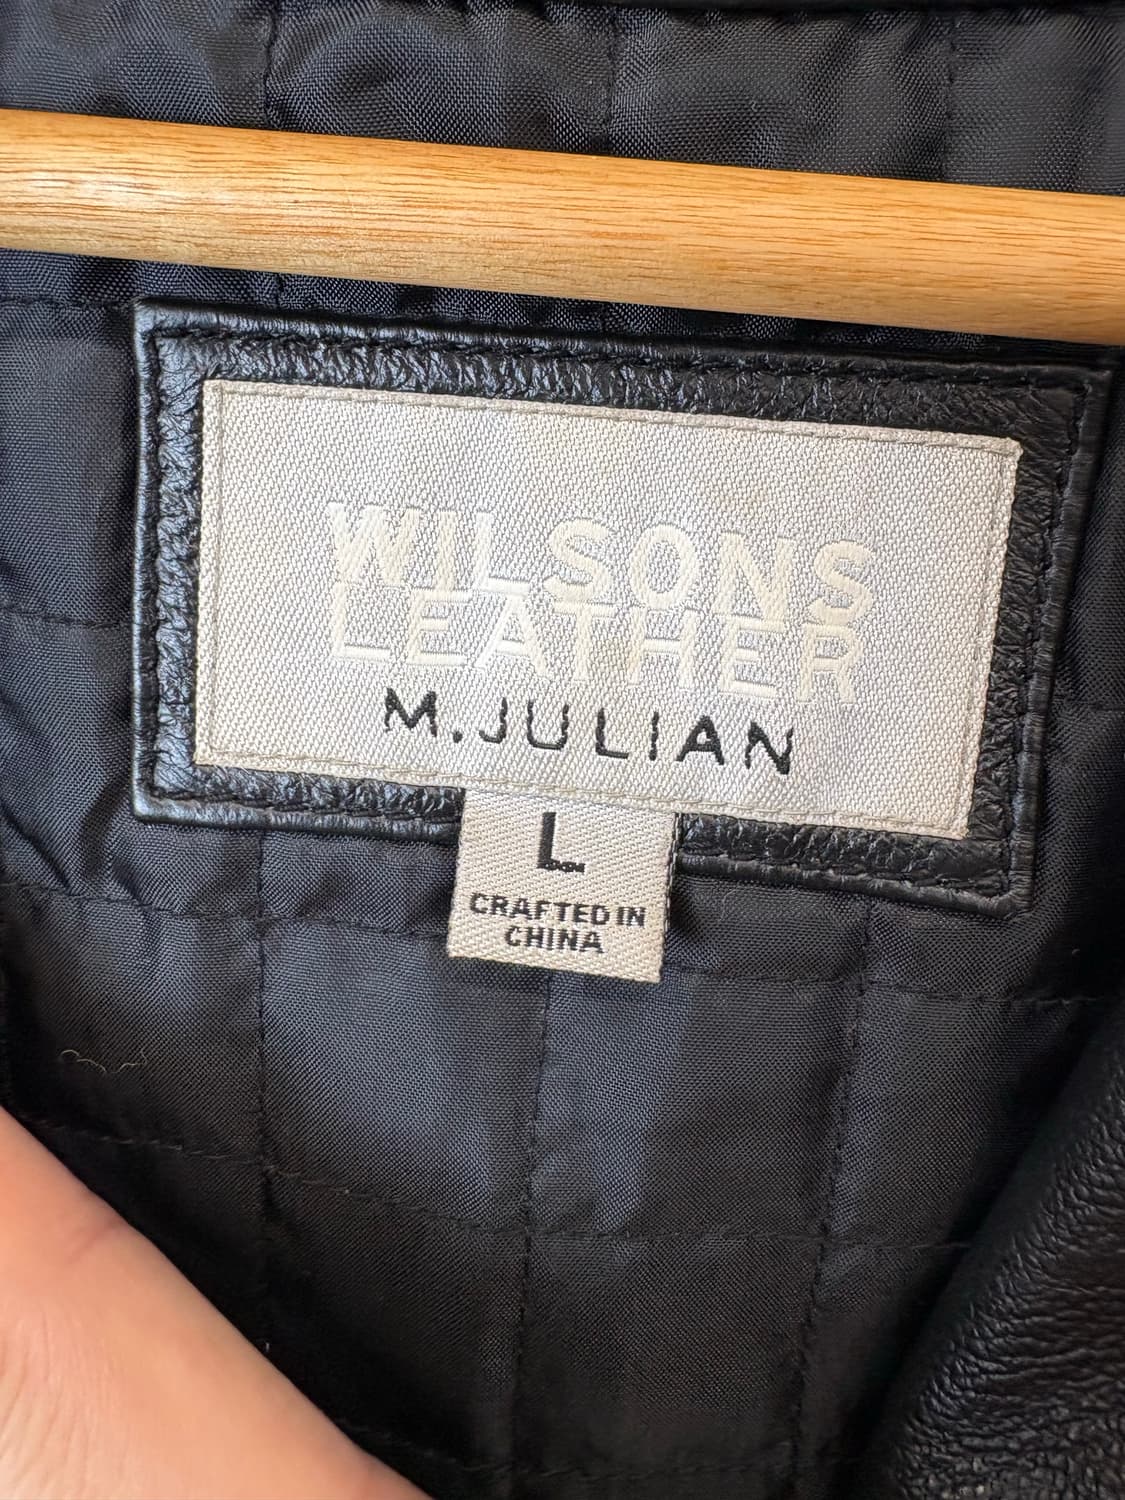 WILSONS
LEATHER
M.JULIAN
L
CRAFTED IN
CHINA